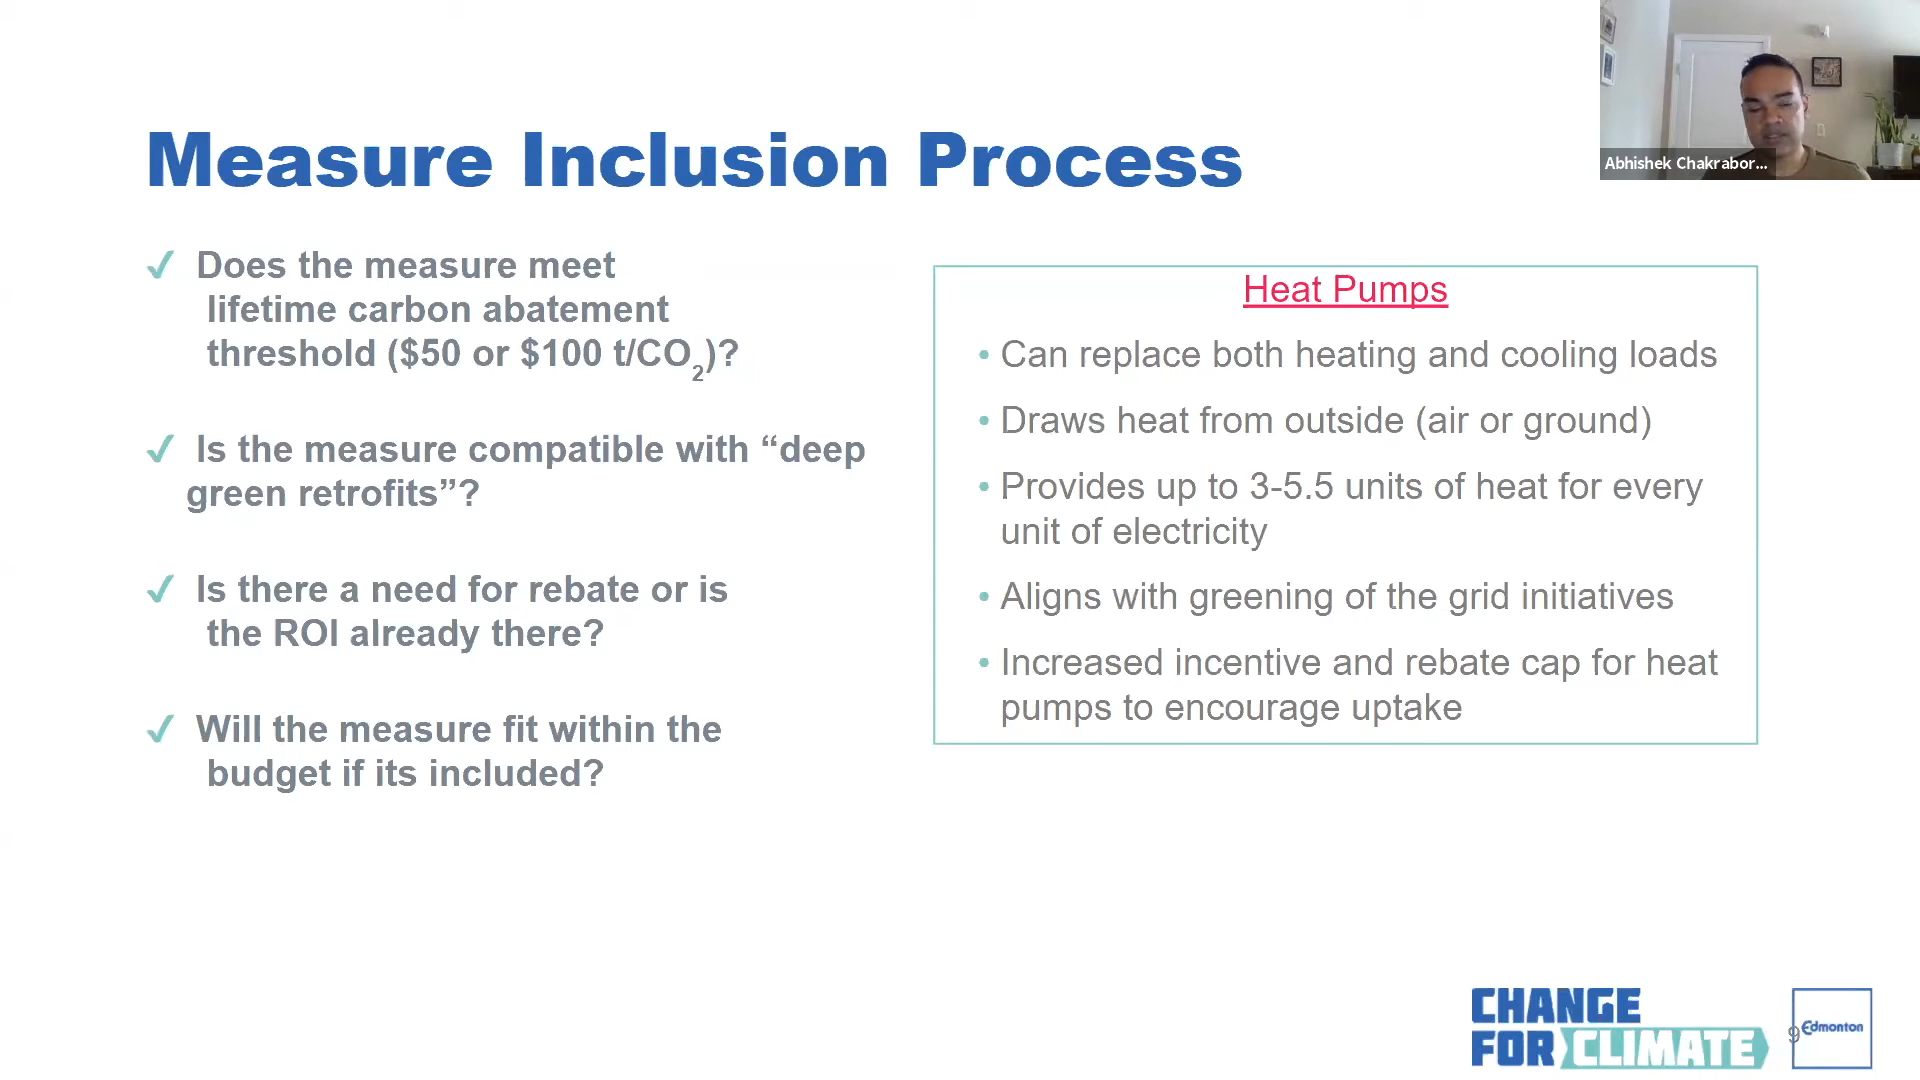 Measure Inclusion Process
✓ Does the measure meet
lifetime carbon abatement
threshold ($50 or $100 t/CO2)?
✓ Is the measure compatible with “deep
green retrofits”?
✓ Is there a need for rebate or is
the ROI already there?
✓ Will the measure fit within the
budget if its included?
Heat Pumps
• Can replace both heating and cooling loads
• Draws heat from outside (air or ground)
• Provides up to 3-5.5 units of heat for every
unit of electricity
• Aligns with greening of the grid initiatives
• Increased incentive and rebate cap for heat
pumps to encourage uptake
Abhishek Chakrabor...
CHANGE
FOR CLIMATE
9
Edmonton